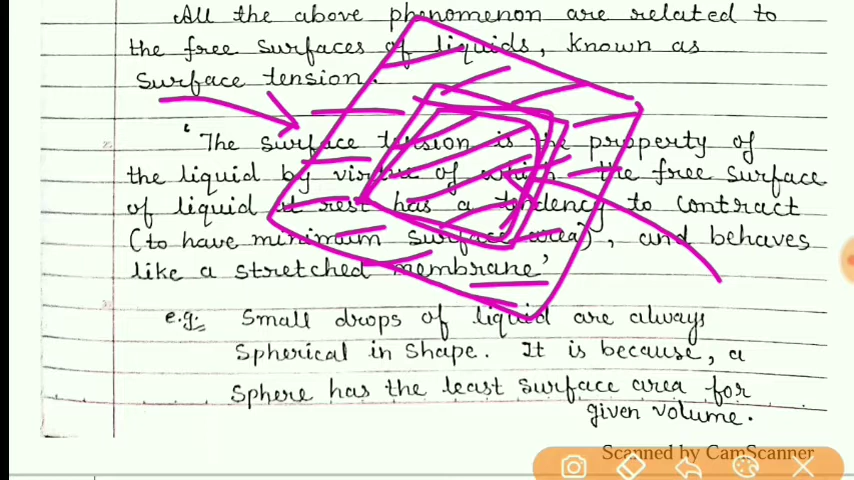 All the above phenomenon are related to
the free surfaces of liquids, known as
surface tension.
‘The surface tension is the property of
the liquid by virtue of which the free surface
of liquid at rest has a tendency to contract
(to have minimum surface area), and behaves
like a stretched membrane’
e.g: Small drops of liquid are always
spherical in shape. It is because, a
sphere has the least surface area for
given volume.
Scanned by CamScanner